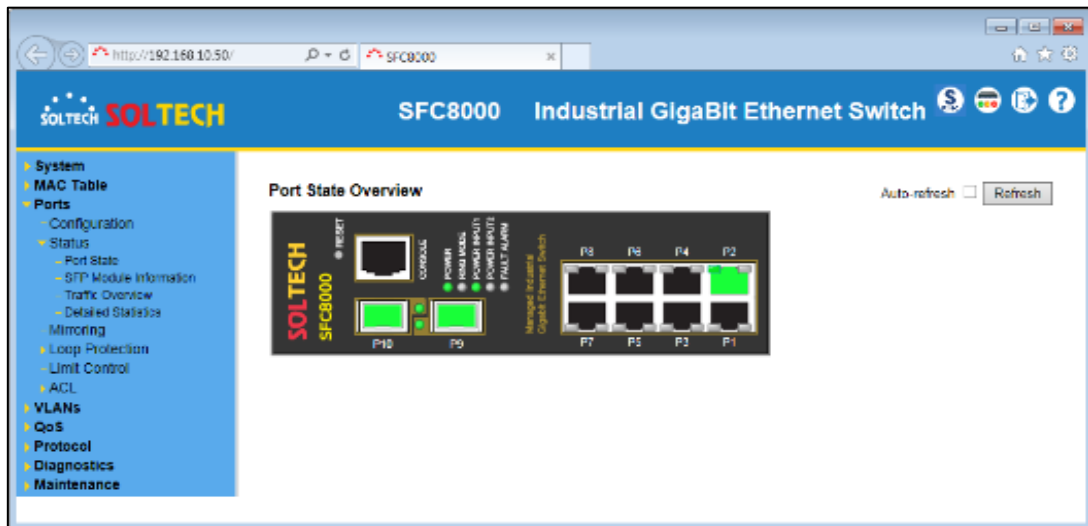 http://192.168.10.50/
SFC8000
SOLTECH SOLTECH
SFC8000 Industrial GigaBit Ethernet Switch
System
MAC Table
Ports
Configuration
Status
Port State
SFP Module Information
Traffic Overview
Detailed Statistics
Mirroring
Loop Protection
Limit Control
ACL
VLANs
QoS
Protocol
Diagnostics
Maintenance
Port State Overview
Auto-refresh Refresh
SOLTECH
SFC8000
RESET
CONSOLE
POWER
RING MODE
POWER INPUT1
POWER INPUT2
FAULT ALARM
Managed Industrial
Gigabit Ethernet Switch
P8 P6 P4 P2
P10 P9
P7 P5 P3 P1